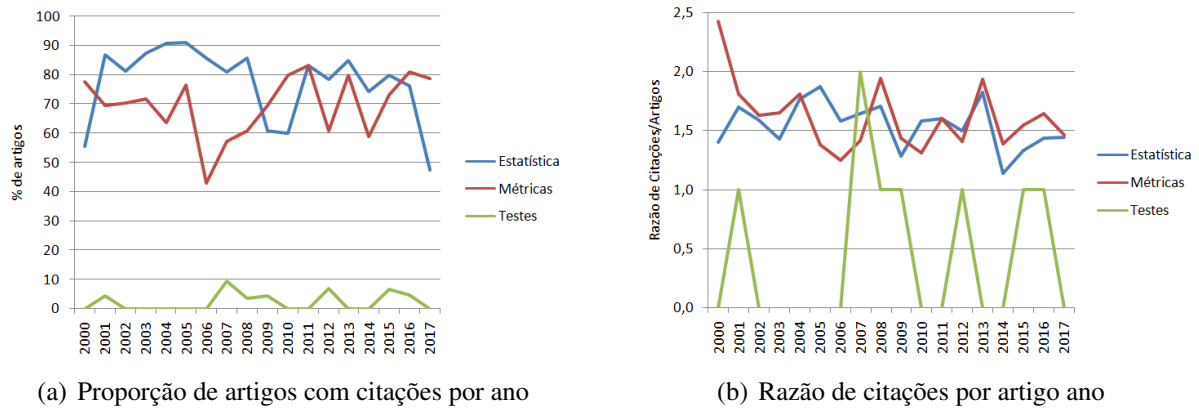 100
90
80
70
60
50
40
30
20
10
0
% de artigos
2000 2001 2002 2003 2004 2005 2006 2007 2008 2009 2010 2011 2012 2013 2014 2015 2016 2017
Estatística
Métricas
Testes
(a) Proporção de artigos com citações por ano
2,5
2,0
1,5
1,0
0,5
0,0
Razão de Citações/Artigos
2000 2001 2002 2003 2004 2005 2006 2007 2008 2009 2010 2011 2012 2013 2014 2015 2016 2017
Estatística
Métricas
Testes
(b) Razão de citações por artigo ano